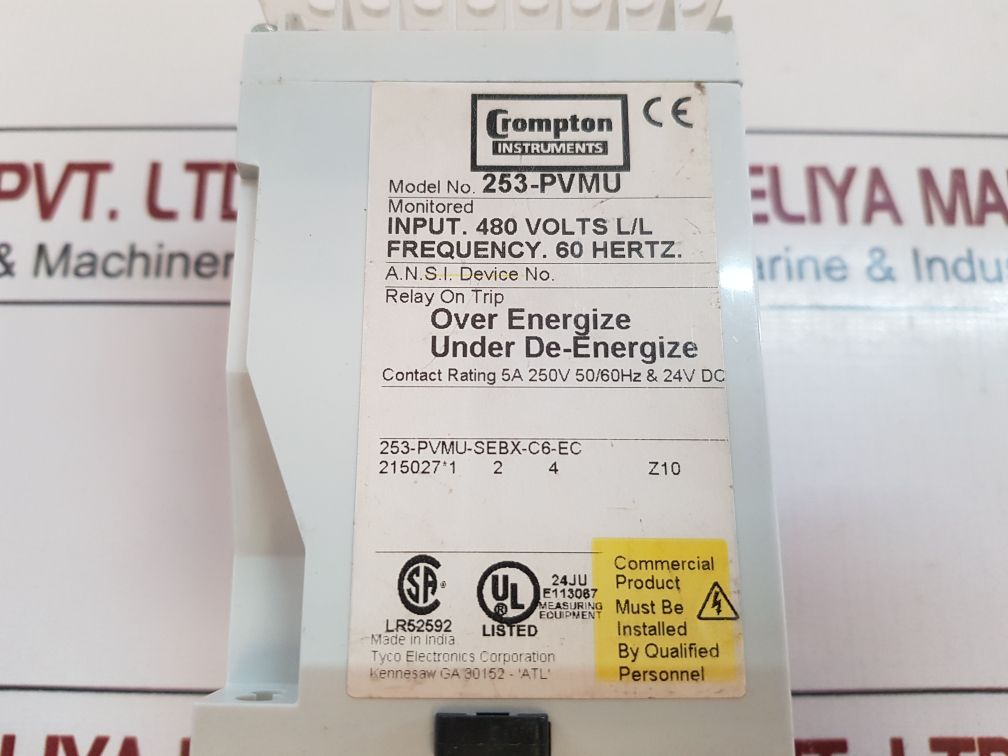 Crompton
INSTRUMENTS
CE
Model No. 253-PVMU
Monitored
INPUT. 480 VOLTS L/L
FREQUENCY. 60 HERTZ.
A.N.S.I. Device No.
Relay On Trip
Over Energize
Under De-Energize
Contact Rating 5A 250V 50/60Hz & 24V DC
253-PVMU-SEBX-C6-EC
215027*1 2 4 Z10
SA
LR52592
UL
LISTED
24JU
E113067
MEASURING
EQUIPMENT
Made in India
Tyco Electronics Corporation
Kennesaw GA 30152 - 'ATL'
Commercial
Product
Must Be
Installed
By Qualified
Personnel
PVT. LTD
& Machiner
ELIYA MA
arine & Indus